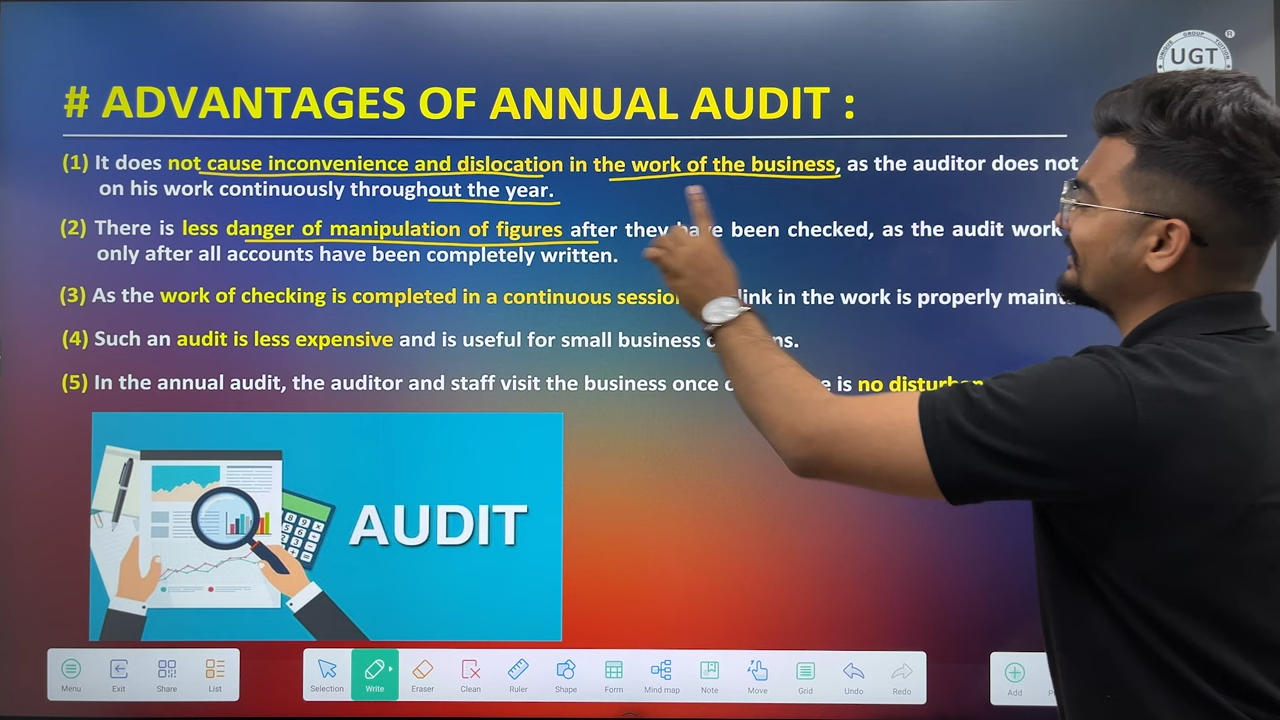 UNIQUE GROUP TUITION
®
UGT
# ADVANTAGES OF ANNUAL AUDIT :
(1) It does not cause inconvenience and dislocation in the work of the business, as the auditor does not
on his work continuously throughout the year.
(2) There is less danger of manipulation of figures after they have been checked, as the audit work
only after all accounts have been completely written.
(3) As the work of checking is completed in a continuous session link in the work is properly
(4) Such an audit is less expensive and is useful for small business
(5) In the annual audit, the auditor and staff visit the business once is no
AUDIT
Menu Exit Share List Selection Write Eraser Clean Ruler Shape Form Mind map Note Move Grid Undo Redo Add